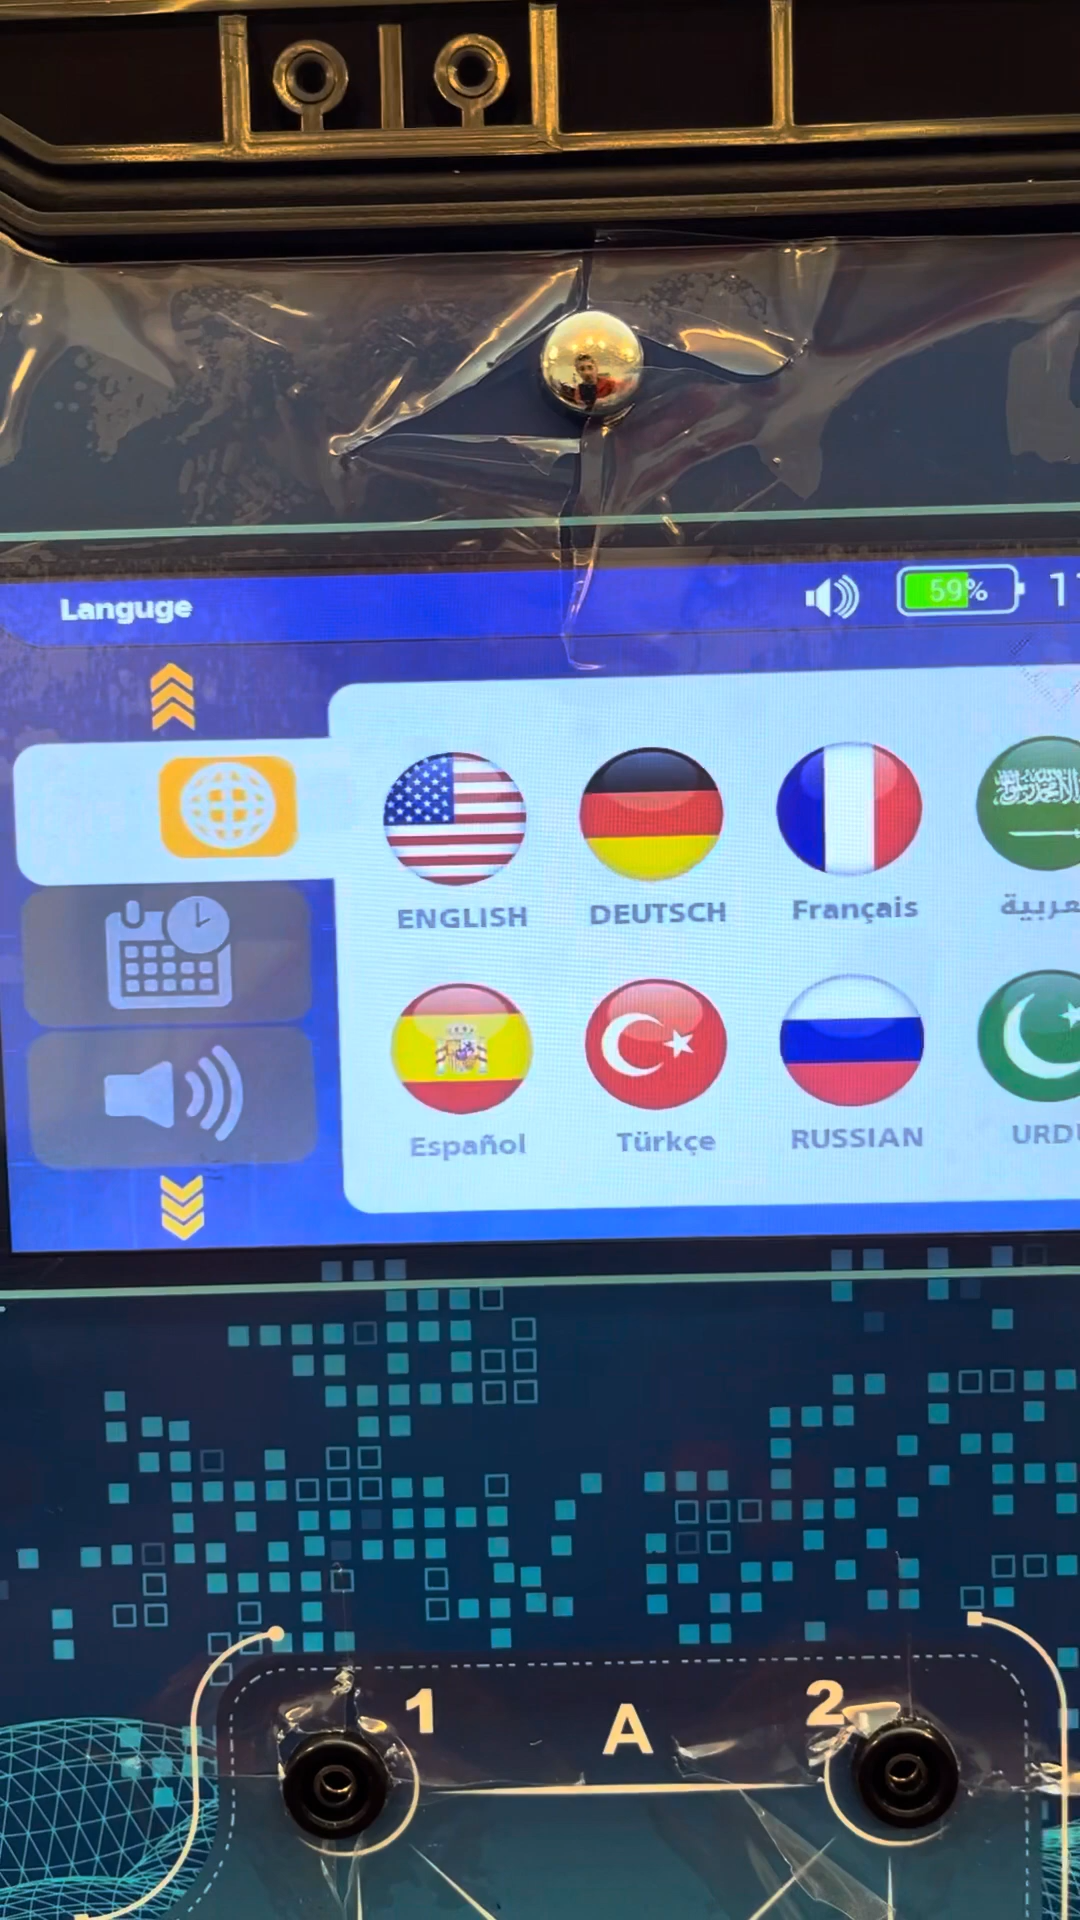 Languge
59%
ENGLISH
DEUTSCH
Français
Español
Türkçe
RUSSIAN
1
A
2